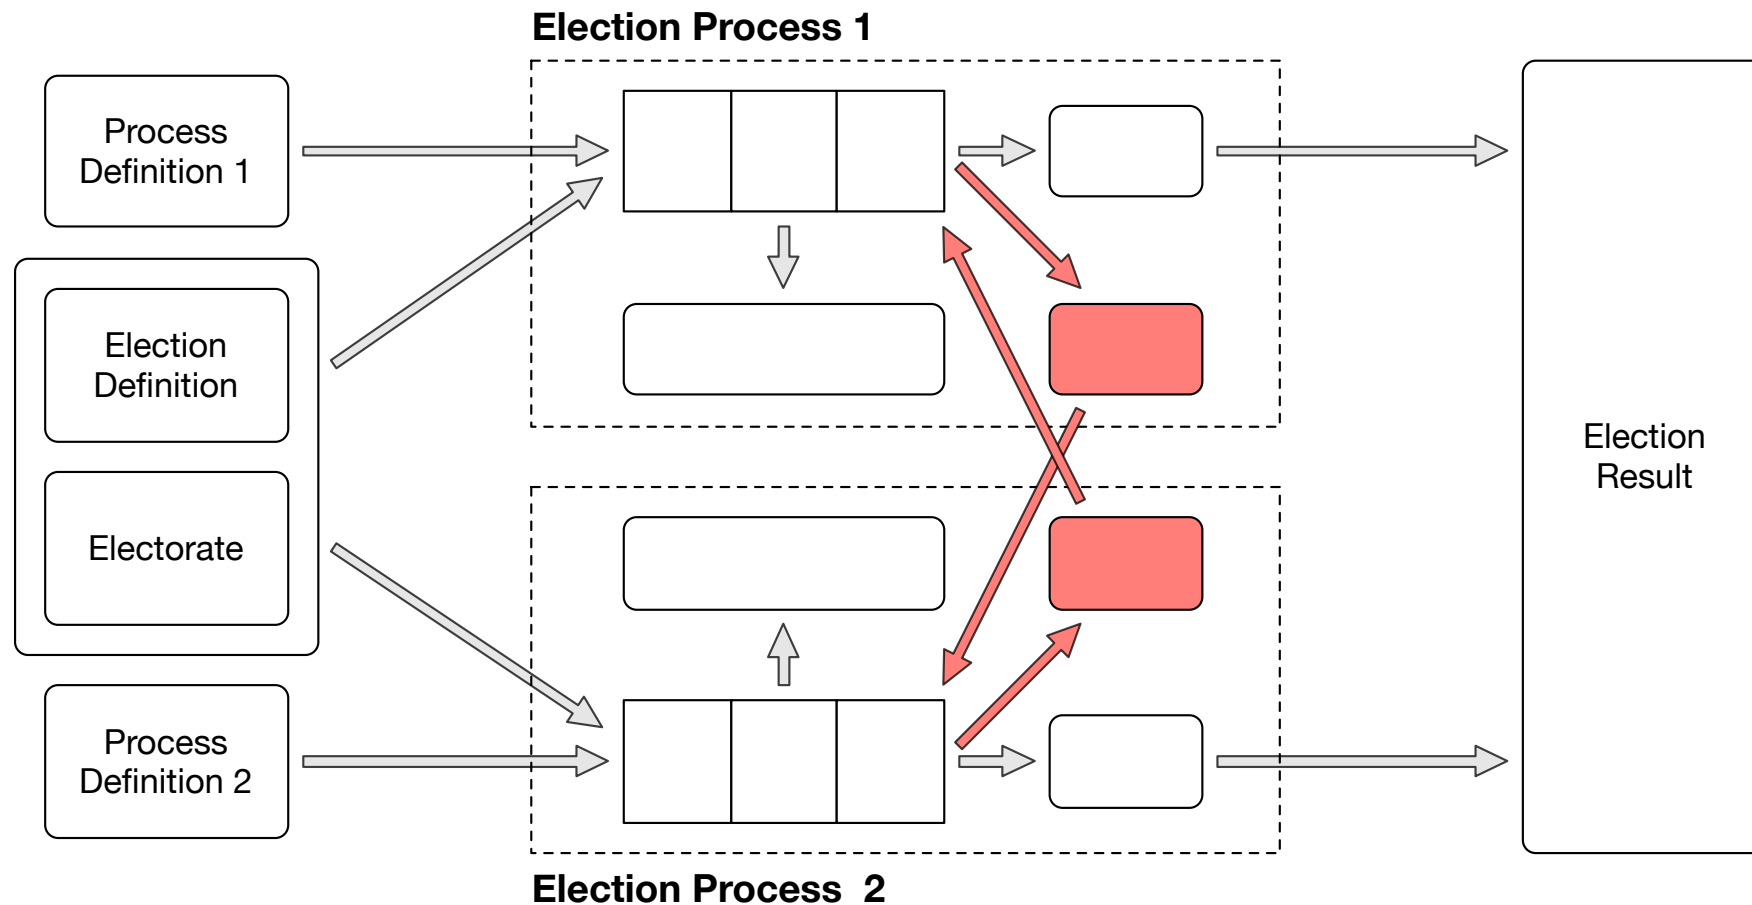 Election Process 1
Process
Definition 1
Election
Definition
Electorate
Process
Definition 2
Election
Result
Election Process  2